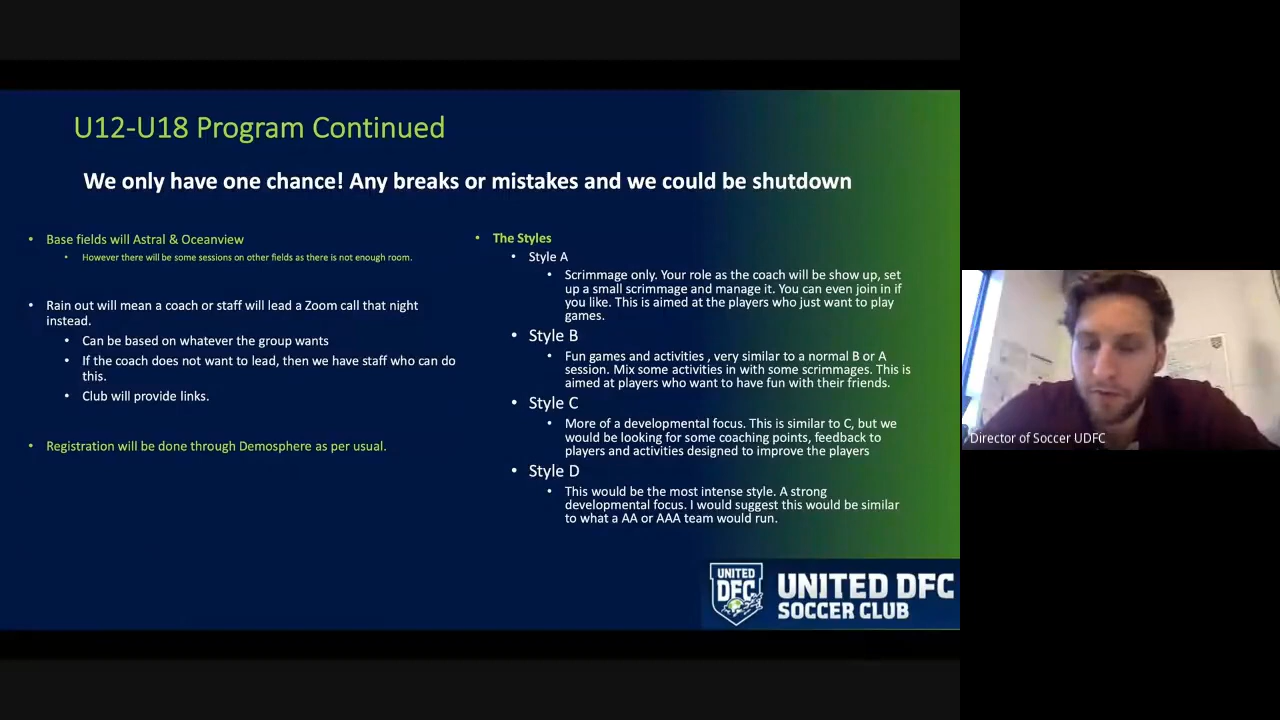 U12-U18 Program Continued
We only have one chance! Any breaks or mistakes and we could be shutdown
• Base fields will Astral & Oceanview
• However there will be some sessions on other fields as there is not enough room.
• Rain out will mean a coach or staff will lead a Zoom call that night
instead.
• Can be based on whatever the group wants
• If the coach does not want to lead, then we have staff who can do
this.
• Club will provide links.
• Registration will be done through Demosphere as per usual.
• The Styles
• Style A
• Scrimmage only. Your role as the coach will be show up, set
up a small scrimmage and manage it. You can even join in if
you like. This is aimed at the players who just want to play
games.
• Style B
• Fun games and activities , very similar to a normal B or A
session. Mix some activities in with some scrimmages. This is
aimed at players who want to have fun with their friends.
• Style C
• More of a developmental focus. This is similar to C, but we
would be looking for some coaching points, feedback to
players and activities designed to improve the players
• Style D
• This would be the most intense style. A strong
developmental focus. I would suggest this would be similar
to what a AA or AAA team would run.
UNITED
DFC
UNITED DFC
SOCCER CLUB
Director of Soccer UDFC